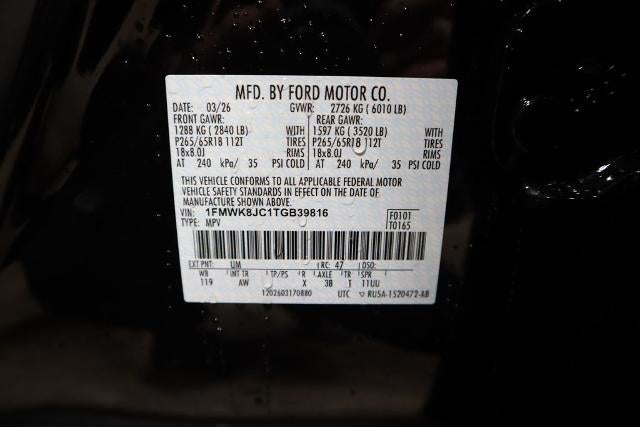 MFD. BY FORD MOTOR CO.
DATE: 03/26 GVWR: 2726 KG ( 6010 LB)
FRONT GAWR: REAR GAWR:
1288 KG ( 2840 LB) WITH 1597 KG ( 3520 LB) WITH
P265/65R18 112T TIRES P265/65R18 112T TIRES
18x8.0J RIMS 18x8.0J RIMS
AT 240 kPa/ 35 PSI COLD AT 240 kPa/ 35 PSI COLD
THIS VEHICLE CONFORMS TO ALL APPLICABLE FEDERAL MOTOR
VEHICLE SAFETY STANDARDS IN EFFECT ON THE DATE OF
MANUFACTURE SHOWN ABOVE.
VIN: 1FMWK8JC1TGB39816 F0101
TYPE: MPV T0165
EXT PNT: UM RC: 47 DSO:
WB INT TR TP/PS R AXLE TR SPR
119 AW X 38 T 11UU
1202603170880 UTC RU5A-1520472-AB